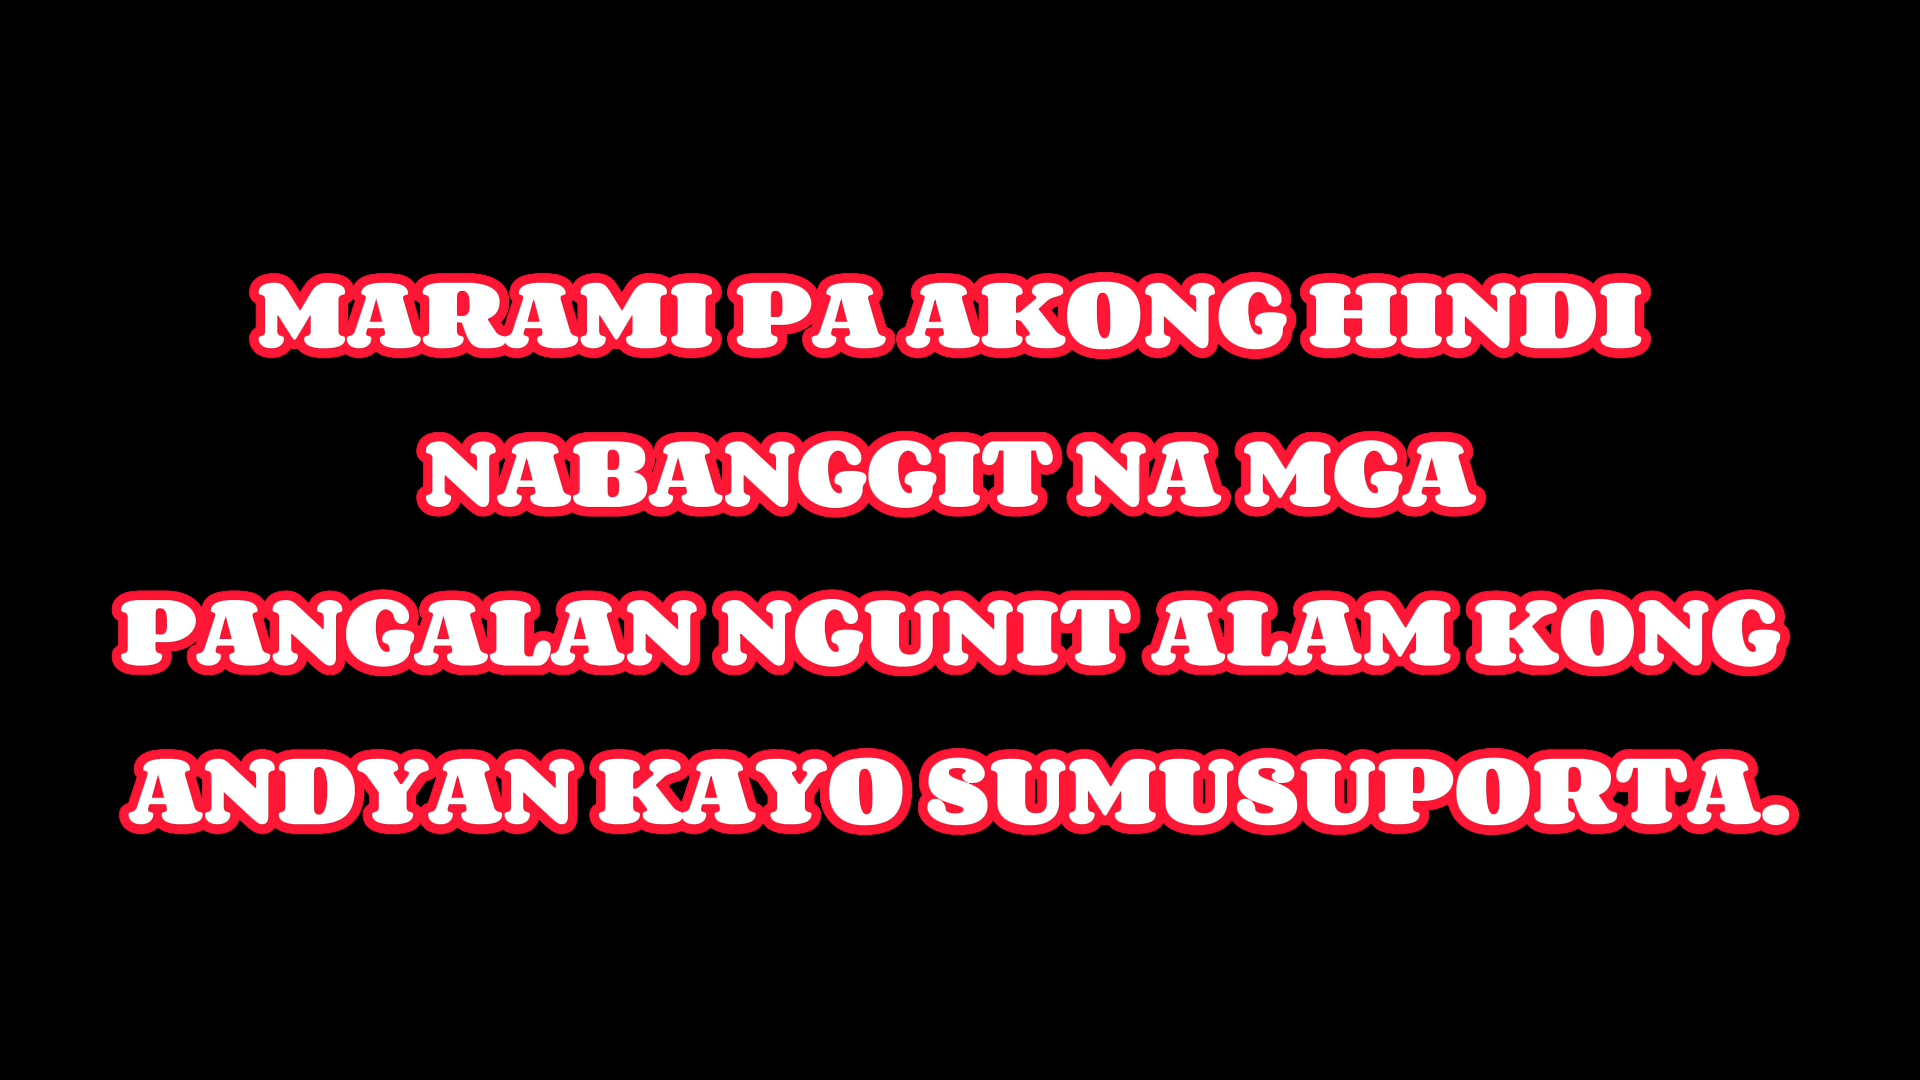 MARAMI PA AKONG HINDI
NABANGGIT NA MGA
PANGALAN NGUNIT ALAM KONG
ANDYAN KAYO SUMUSUPORTA.